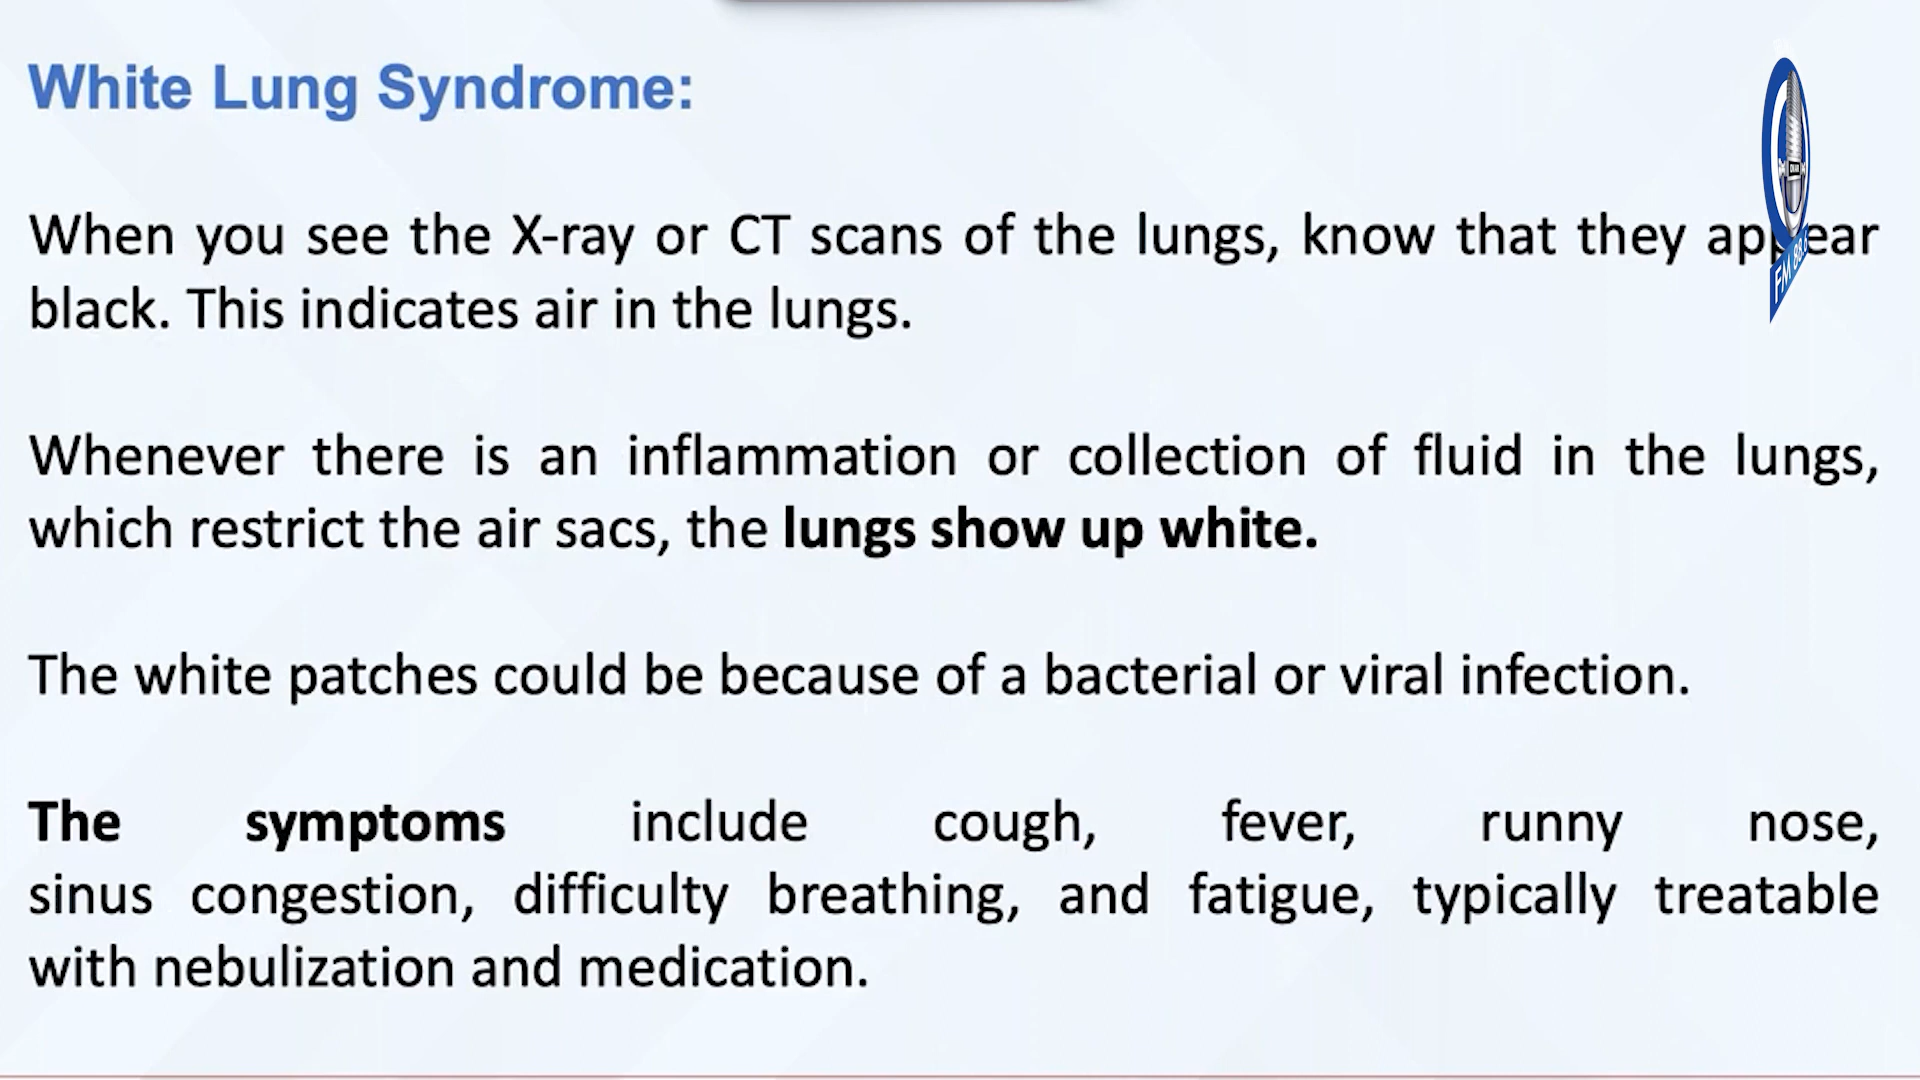 White Lung Syndrome:
When you see the X-ray or CT scans of the lungs, know that they appear
black. This indicates air in the lungs.
Whenever there is an inflammation or collection of fluid in the lungs,
which restrict the air sacs, the lungs show up white.
The white patches could be because of a bacterial or viral infection.
The symptoms include cough, fever, runny nose,
sinus congestion, difficulty breathing, and fatigue, typically treatable
with nebulization and medication.
FM